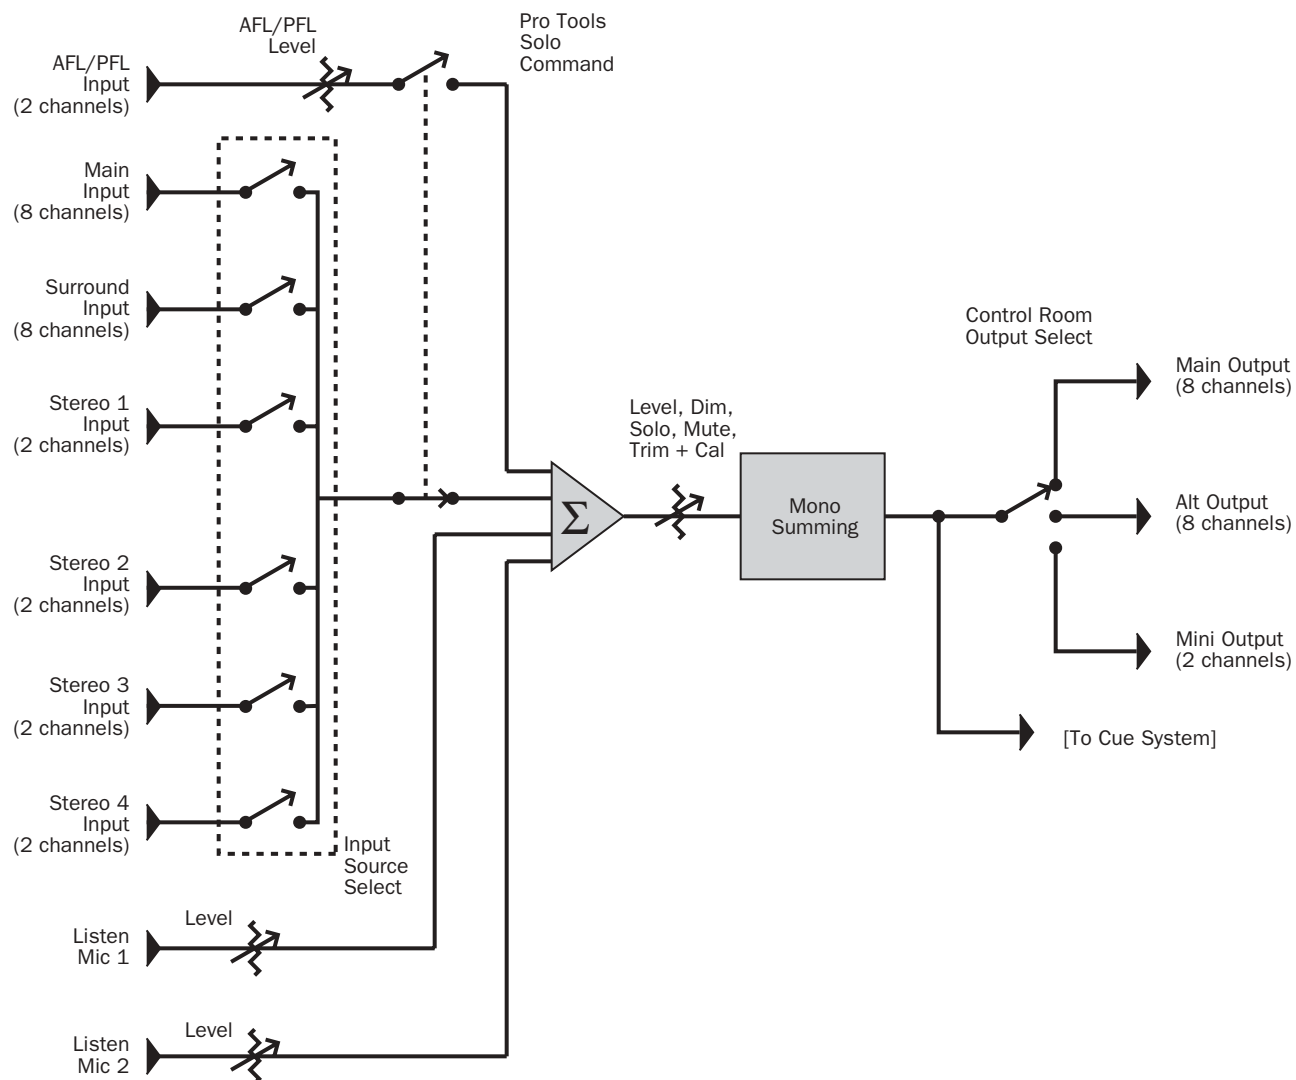 AFL/PFL
Level
Pro Tools
Solo
Command
AFL/PFL
Input
(2 channels)
Main
Input
(8 channels)
Surround
Input
(8 channels)
Stereo 1
Input
(2 channels)
Stereo 2
Input
(2 channels)
Stereo 3
Input
(2 channels)
Stereo 4
Input
(2 channels)
Input
Source
Select
Level
Listen
Mic 1
Level
Listen
Mic 2
Σ
Level, Dim,
Solo, Mute,
Trim + Cal
Mono
Summing
Control Room
Output Select
Main Output
(8 channels)
Alt Output
(8 channels)
Mini Output
(2 channels)
[To Cue System]